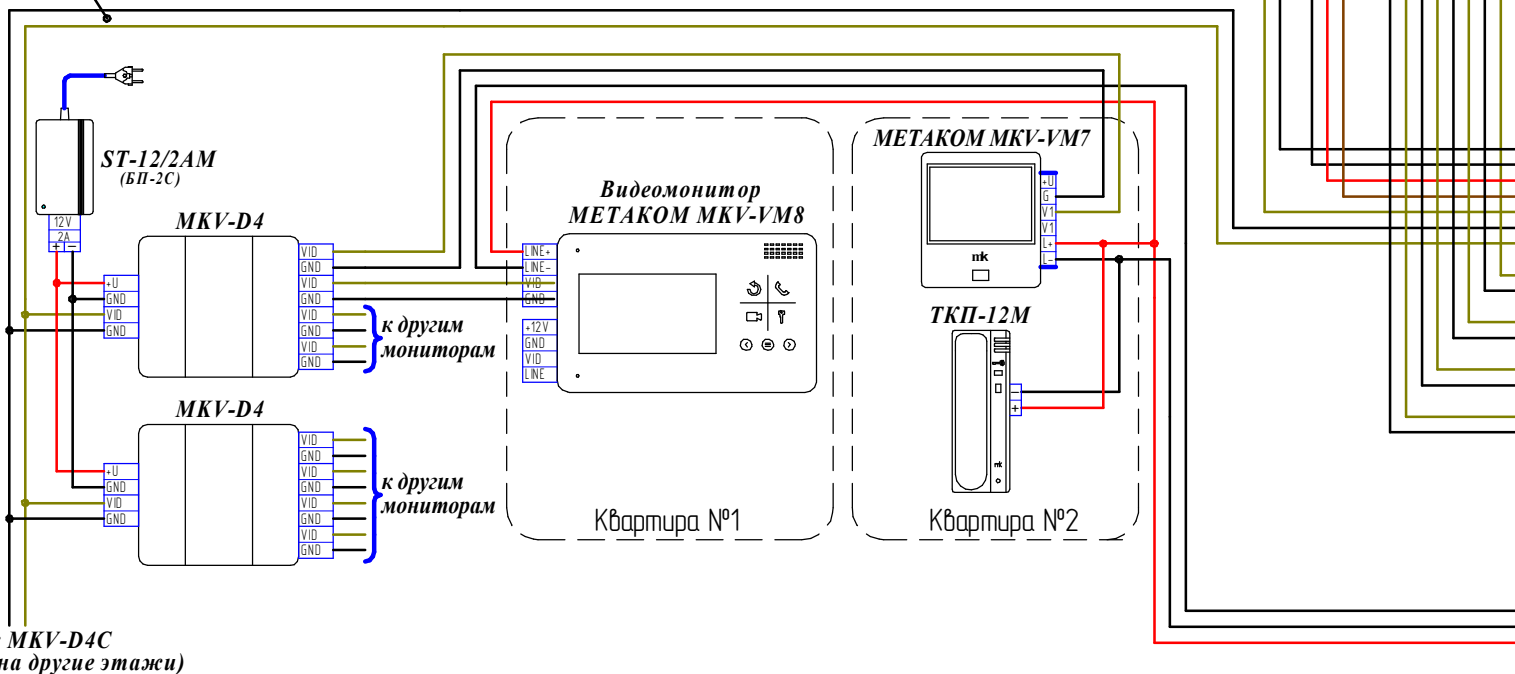 ST-12/2AM
(БП-2С)
12V
2A
+ −
MKV-D4
+U
GND
VID
GND
VID
GND
VID
GND
VID
GND
VID
GND
к другим
мониторам
MKV-D4
+U
GND
VID
GND
VID
GND
VID
GND
VID
GND
VID
GND
к другим
мониторам
Видеомонитор
МЕТАКОМ MKV-VM8
LINE+
LINE−
VID
GND
+12V
GND
VID
LINE
Квартира №1
МЕТАКОМ MKV-VM7
+U
G
V1
V1
L+
L−
mk
ТКП-12М
−
+
mk
Квартира №2
MKV-D4C
на другие этажи)